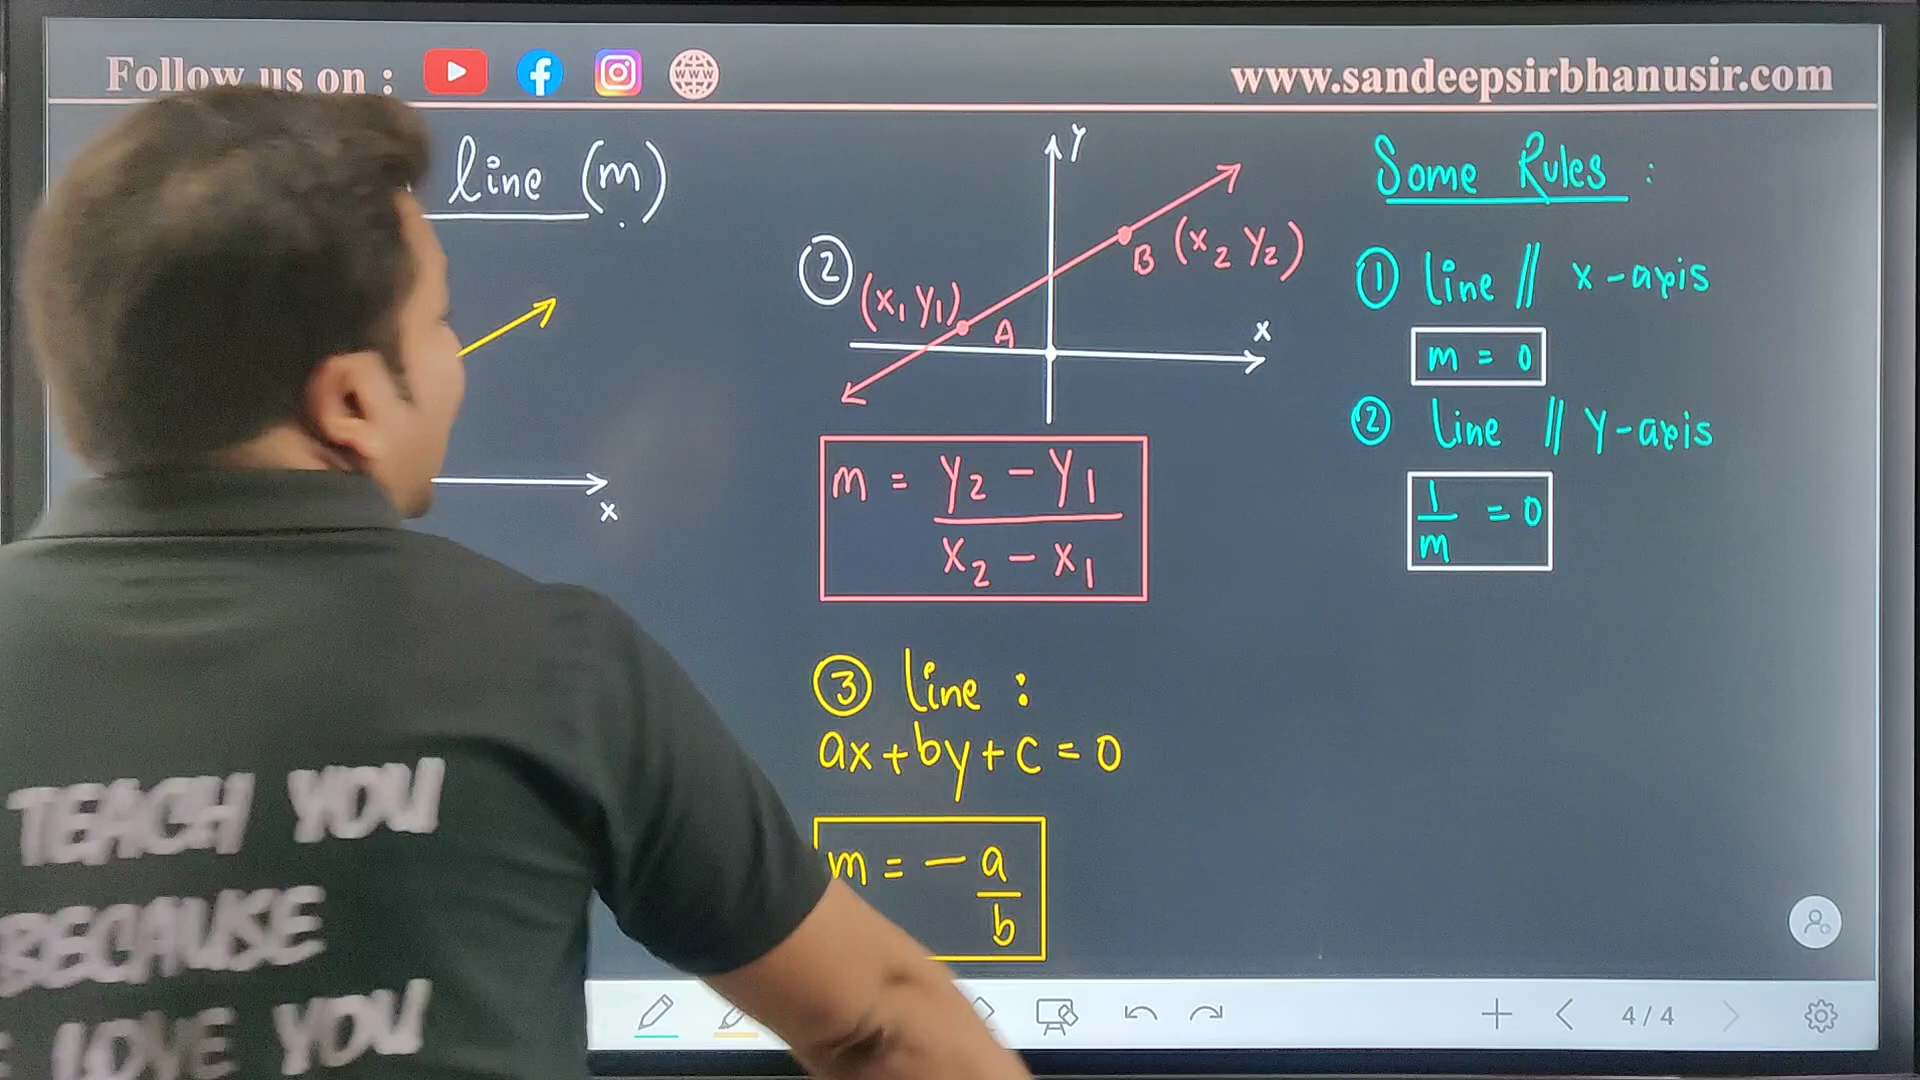 Follow us on :
www.sandeepsirbhanusir.com
line (m)
x
②
Y
x
(x₁ y₁)
A
B (x₂ y₂)
m = y₂ - y₁ / x₂ - x₁
③ line :
ax+by+c=0
m = - a/b
Some Rules :
① line // x-axis
m = 0
② line // y-axis
1/m = 0
TEACH YOU
BECAUSE
LOVE YOU
4/4